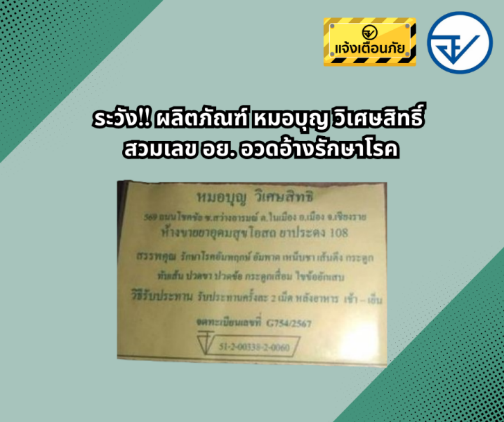 แจ้งเตือนภัย
ระวัง!! ผลิตภัณฑ์ หมอบุญ วิเศษสิทธิ์
สวมเลข อย. อวดอ้างรักษาโรค
หมอบุญ วิเศษสิทธิ
569 ถนนโชคชัย ซ.สว่างอารมณ์ ต.ในเมือง อ.เมือง จ.เชียงราย
ห้างขายยาอุดมสุขโอสถ ยาประดง 108
สรรพคุณ รักษาโรคอัมพฤกษ์ อัมพาต เหน็บชา เส้นตึง กระดูก
ทับเส้น ปวดขา ปวดข้อ กระดูกเสื่อม ไขข้ออักเสบ
วิธีรับประทาน รับประทานครั้งละ 2 เม็ด หลังอาหาร เช้า - เย็น
จดทะเบียนเลขที่ G754/2567
51-2-00339-2-0060